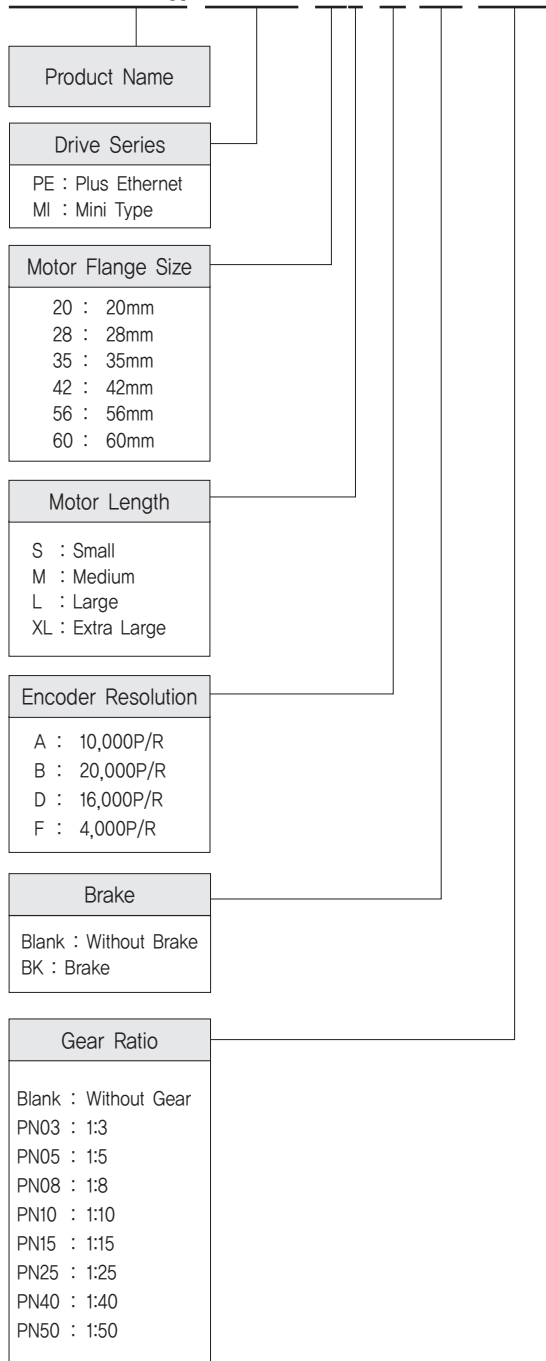 Product Name
Drive Series
PE : Plus Ethernet
MI : Mini Type
Motor Flange Size
20 : 20mm
28 : 28mm
35 : 35mm
42 : 42mm
56 : 56mm
60 : 60mm
Motor Length
S : Small
M : Medium
L : Large
XL : Extra Large
Encoder Resolution
A : 10,000P/R
B : 20,000P/R
D : 16,000P/R
F : 4,000P/R
Brake
Blank : Without Brake
BK : Brake
Gear Ratio
Blank : Without Gear
PN03 : 1:3
PN05 : 1:5
PN08 : 1:8
PN10 : 1:10
PN15 : 1:15
PN25 : 1:25
PN40 : 1:40
PN50 : 1:50